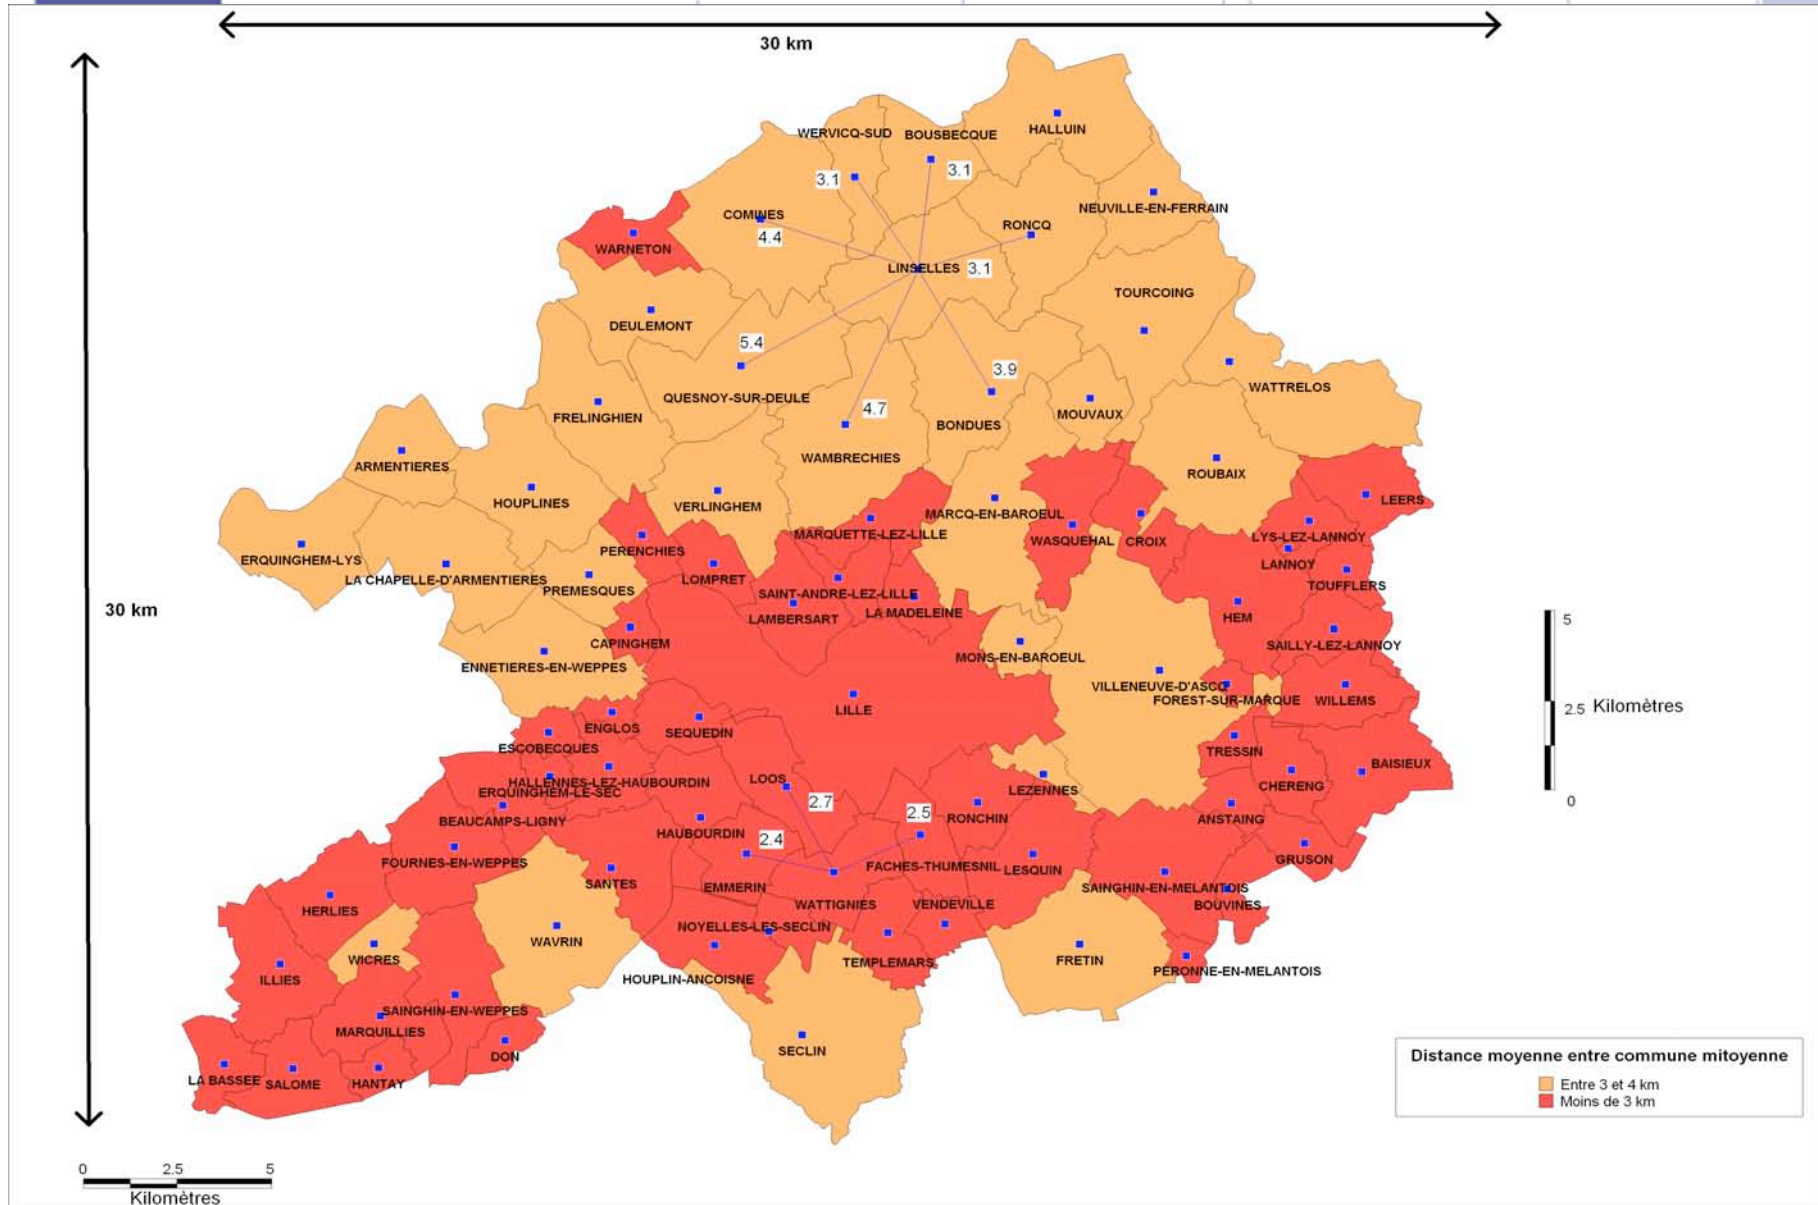 30 km
HALLUIN
WERVICQ-SUD
BOUSBECQUE
3.1
3.1
NEUVILLE-EN-FERRAIN
COMINES
RONCQ
4.4
WARNETON
LINSELLES
3.1
TOURCOING
DEULEMONT
5.4
3.9
WATTRELOS
QUESNOY-SUR-DEULE
4.7
MOUVAUX
FRELINGHIEN
BONDUES
WAMBRECHIES
ARMENTIERES
ROUBAIX
HOUPLINES
VERLINGHEM
LEERS
MARCQ-EN-BAROEUL
MARQUETTE-LEZ-LILLE
WASQUEHAL
CROIX
LYS-LEZ-LANNOY
PERENCHIES
ERQUINGHEM-LYS
LANNOY
LA CHAPELLE-D'ARMENTIERES
LOMPRET
TOUFFLERS
PREMESQUES
SAINT-ANDRE-LEZ-LILLE
30 km
LA MADELEINE
LAMBERSART
HEM
5
CAPINGHEM
SAILLY-LEZ-LANNOY
MONS-EN-BAROEUL
ENNETIERES-EN-WEPPES
VILLENEUVE-D'ASCQ
FOREST-SUR-MARQUE
WILLEMS
LILLE
2.5 Kilomètres
ENGLOS
SEQUEDIN
ESCOBECQUES
TRESSIN
BAISIEUX
LOOS
HALLENNES-LEZ-HAUBOURDIN
CHERENG
LEZENNES
ERQUINGHEM-LE-SEC
0
2.7
2.5
RONCHIN
ANSTAING
BEAUCAMPS-LIGNY
HAUBOURDIN
2.4
GRUSON
FOURNES-EN-WEPPES
FACHES-THUMESNIL
LESQUIN
SANTES
EMMERIN
SAINGHIN-EN-MELANTOIS
WATTIGNIES
VENDEVILLE
BOUVINES
HERLIES
NOYELLES-LES-SECLIN
WAVRIN
WICRES
TEMPLEMARS
FRETIN
PERONNE-EN-MELANTOIS
ILLIES
HOUPLIN-ANCOISNE
SAINGHIN-EN-WEPPES
MARQUILLIES
SECLIN
DON
LA BASSEE
SALOME
HANTAY
Distance moyenne entre commune mitoyenne
Entre 3 et 4 km
Moins de 3 km
0 2.5 5
Kilomètres